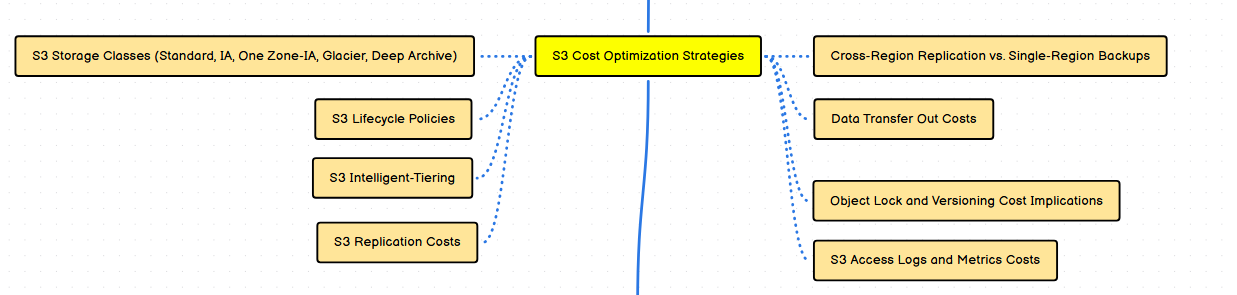 S3 Cost Optimization Strategies
S3 Storage Classes (Standard, IA, One Zone-IA, Glacier, Deep Archive)
S3 Lifecycle Policies
S3 Intelligent-Tiering
S3 Replication Costs
Cross-Region Replication vs. Single-Region Backups
Data Transfer Out Costs
Object Lock and Versioning Cost Implications
S3 Access Logs and Metrics Costs